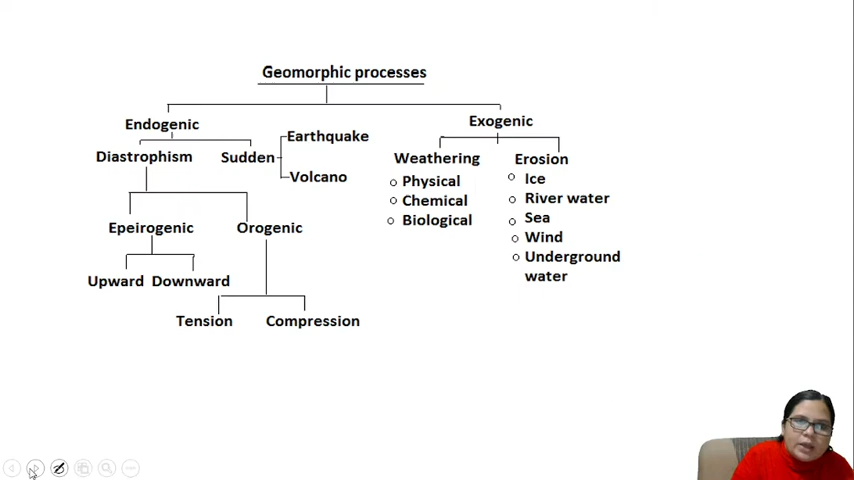 Geomorphic processes
Endogenic
Exogenic
Diastrophism
Sudden
Earthquake
Volcano
Weathering
Physical
Chemical
Biological
Erosion
Ice
River water
Sea
Wind
Underground
water
Epeirogenic
Orogenic
Upward
Downward
Tension
Compression